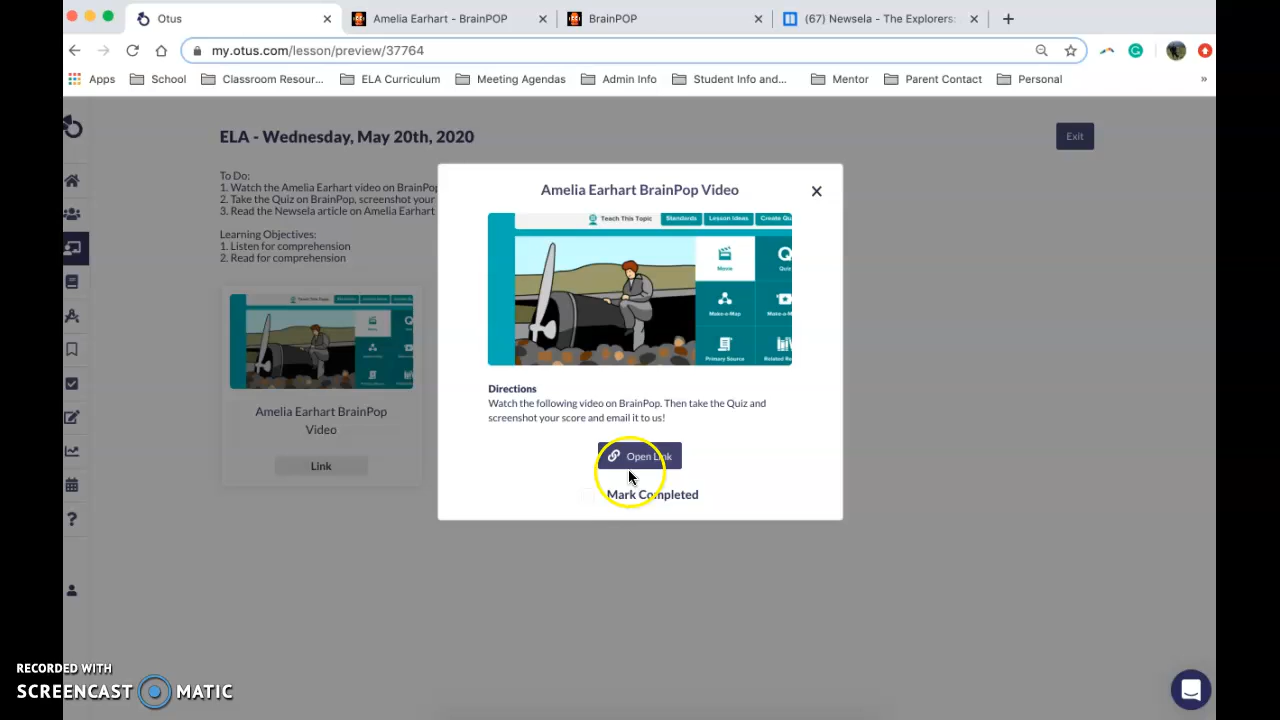 Otus
Amelia Earhart - BrainPOP
BrainPOP
(67) Newsela - The Explorers:
my.otus.com/lesson/preview/37764
Apps
School
Classroom Resour...
ELA Curriculum
Meeting Agendas
Admin Info
Student Info and...
Mentor
Parent Contact
Personal
»
ELA - Wednesday, May 20th, 2020
Exit
To Do:
1. Watch the Amelia Earhart video on BrainPop
2. Take the Quiz on BrainPop, screenshot your
3. Read the Newsela article on Amelia Earhart
Learning Objectives:
1. Listen for comprehension
2. Read for comprehension
Amelia Earhart BrainPop
Video
Link
Amelia Earhart BrainPop Video
Teach This Topic
Standards
Lesson Ideas
Create Qu
Movie
Quiz
Make-a-Map
Make-a-M
Primary Source
Related Re
Directions
Watch the following video on BrainPop. Then take the Quiz and
screenshot your score and email it to us!
Open Link
Mark Completed
RECORDED WITH
SCREENCAST MATIC